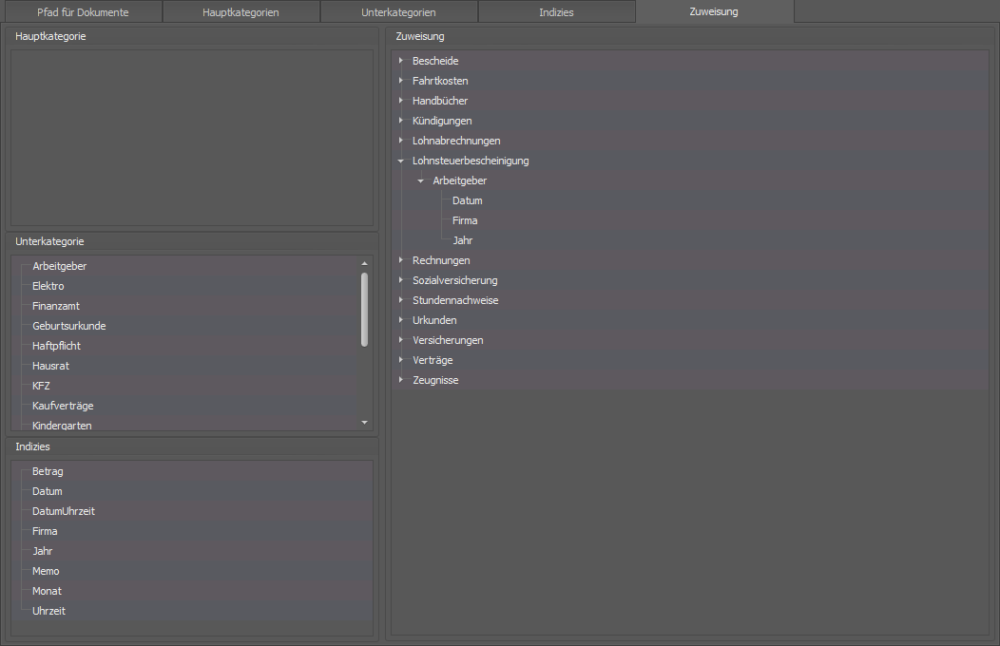 Pfad für Dokumente
Hauptkategorien
Unterkategorien
Indizies
Zuweisung
Hauptkategorie
Unterkategorie
Arbeitgeber
Elektro
Finanzamt
Geburtsurkunde
Haftpflicht
Hausrat
KFZ
Kaufverträge
Kindergarten
Indizies
Betrag
Datum
DatumUhrzeit
Firma
Jahr
Memo
Monat
Uhrzeit
Zuweisung
Bescheide
Fahrtkosten
Handbücher
Kündigungen
Lohnabrechnungen
Lohnsteuerbescheinigung
Arbeitgeber
Datum
Firma
Jahr
Rechnungen
Sozialversicherung
Stundennachweise
Urkunden
Versicherungen
Verträge
Zeugnisse